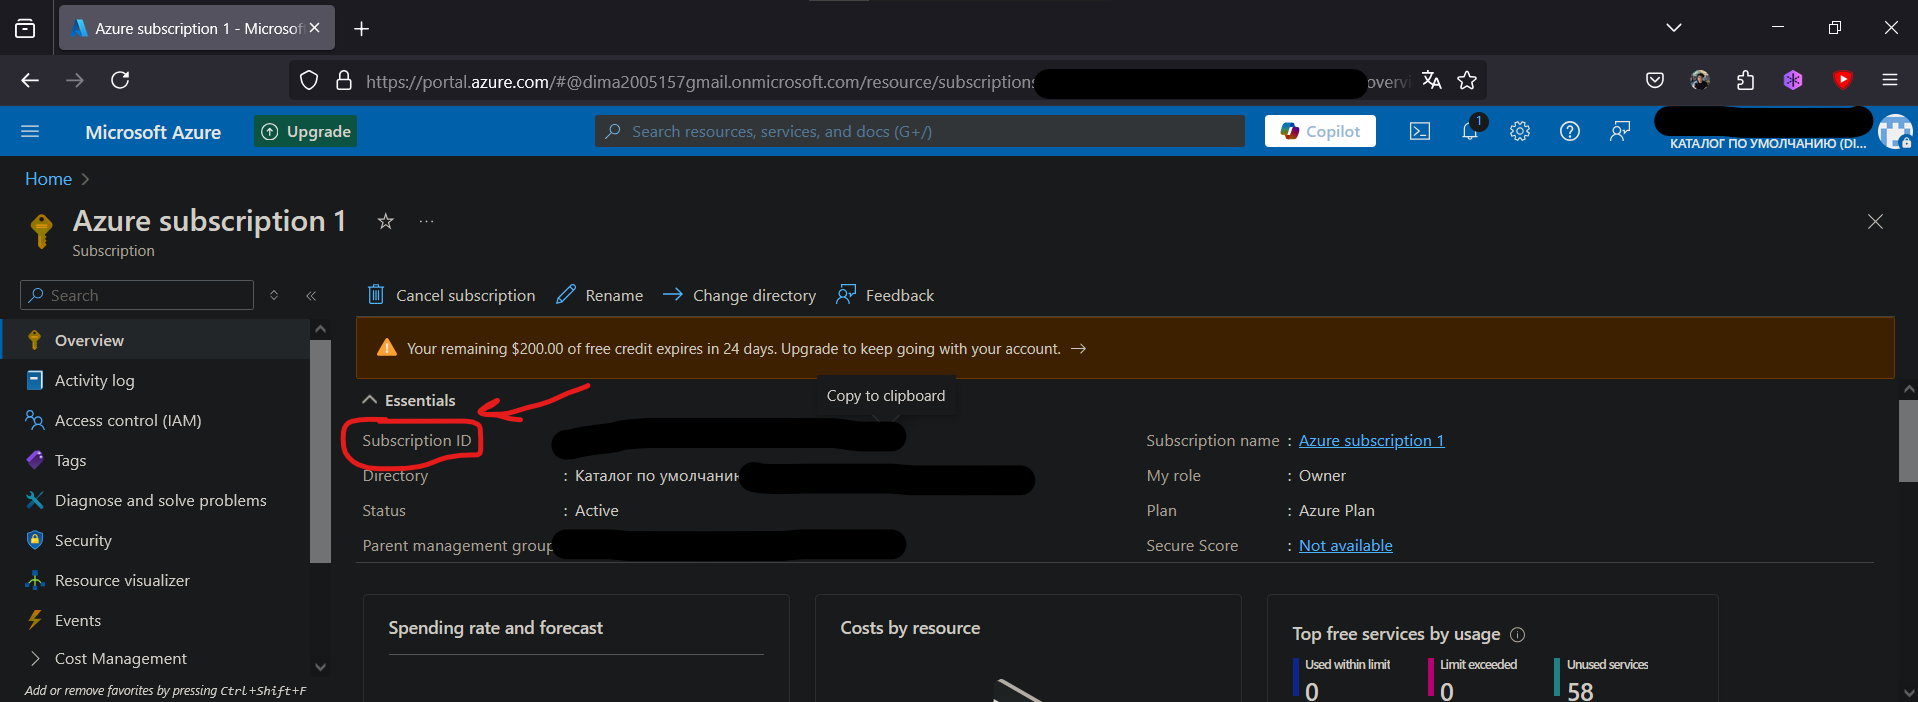 Azure subscription 1 - Microsof
https://portal.azure.com/#@dima2005157gmail.onmicrosoft.com/resource/subscriptions
overvi
Microsoft Azure
Upgrade
Search resources, services, and docs (G+/)
Copilot
1
КАТАЛОГ ПО УМОЛЧАНИЮ (DI...
Home
Azure subscription 1
Subscription
Search
Cancel subscription
Rename
Change directory
Feedback
Overview
Activity log
Access control (IAM)
Tags
Diagnose and solve problems
Security
Resource visualizer
Events
Cost Management
Add or remove favorites by pressing Ctrl+Shift+F
Your remaining $200.00 of free credit expires in 24 days. Upgrade to keep going with your account.
Copy to clipboard
Essentials
Subscription ID
Directory : Каталог по умолчанию
Status : Active
Parent management group
Subscription name : Azure subscription 1
My role : Owner
Plan : Azure Plan
Secure Score : Not available
Spending rate and forecast
Costs by resource
Top free services by usage
Used within limit
0
Limit exceeded
0
Unused services
58